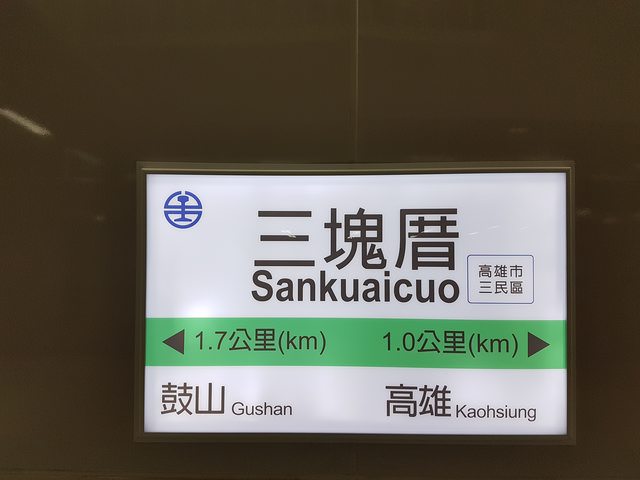 三塊厝
Sankuaicuo
高雄市
三民區
◀ 1.7公里(km)
1.0公里(km) ▶
鼓山 Gushan
高雄 Kaohsiung